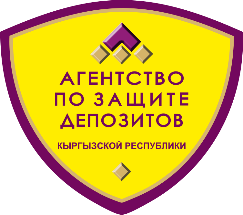 АГЕНТСТВО
ПО ЗАЩИТЕ
ДЕПОЗИТОВ
КЫРГЫЗСКОЙ РЕСПУБЛИКИ